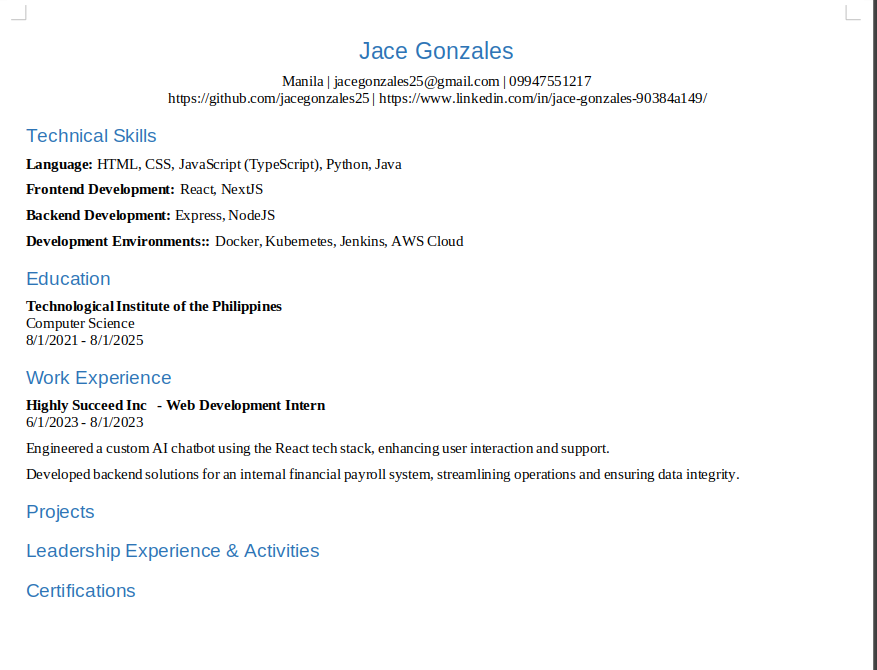 Jace Gonzales
Manila | jacegonzales25@gmail.com | 09947551217
https://github.com/jacegonzales25 | https://www.linkedin.com/in/jace-gonzales-90384a149/
Technical Skills
Language: HTML, CSS, JavaScript (TypeScript), Python, Java
Frontend Development: React, NextJS
Backend Development: Express, NodeJS
Development Environments:: Docker, Kubernetes, Jenkins, AWS Cloud
Education
Technological Institute of the Philippines
Computer Science
8/1/2021 - 8/1/2025
Work Experience
Highly Succeed Inc - Web Development Intern
6/1/2023 - 8/1/2023
Engineered a custom AI chatbot using the React tech stack, enhancing user interaction and support.
Developed backend solutions for an internal financial payroll system, streamlining operations and ensuring data integrity.
Projects
Leadership Experience & Activities
Certifications